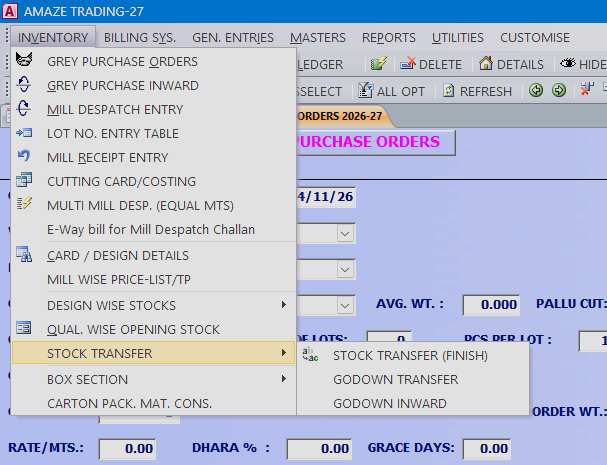 AMAZE TRADING-27
INVENTORY BILLING SYS. GEN. ENTRIES MASTERS REPORTS UTILITIES CUSTOMISE
GREY PURCHASE ORDERS LEDGER DELETE DETAILS HIDE
GREY PURCHASE INWARD SELECT ALL OPT REFRESH
MILL DESPATCH ENTRY ORDERS 2026-27
LOT NO. ENTRY TABLE PURCHASE ORDERS
MILL RECEIPT ENTRY
CUTTING CARD/COSTING 4/11/26
MULTI MILL DESP. (EQUAL MTS)
E-Way bill for Mill Despatch Challan
CARD / DESIGN DETAILS
MILL WISE PRICE-LIST/TP
DESIGN WISE STOCKS AVG. WT. : 0.000 PALLU CUT:
QUAL. WISE OPENING STOCK OF LOTS: 0 PCS PER LOT : 1
STOCK TRANSFER STOCK TRANSFER (FINISH)
BOX SECTION GODOWN TRANSFER
CARTON PACK. MAT. CONS. GODOWN INWARD ORDER WT.:
RATE/MTS.: 0.00 DHARA % : 0.00 GRACE DAYS: 0.00